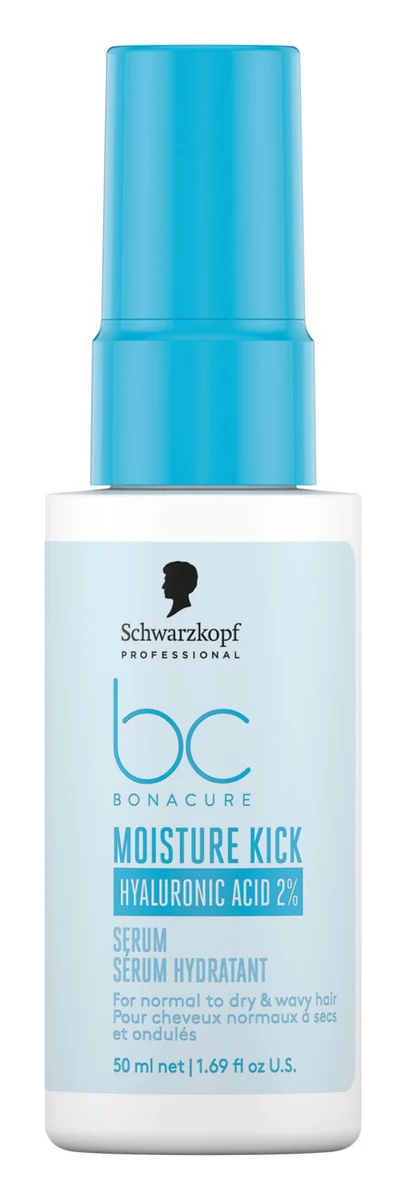 Schwarzkopf
PROFESSIONAL
bc
BONACURE
MOISTURE KICK
HYALURONIC ACID 2%
SERUM
SÉRUM HYDRATANT
For normal to dry & wavy hair
Pour cheveux normaux à secs
et ondulés
50 ml net | 1.69 fl oz U.S.